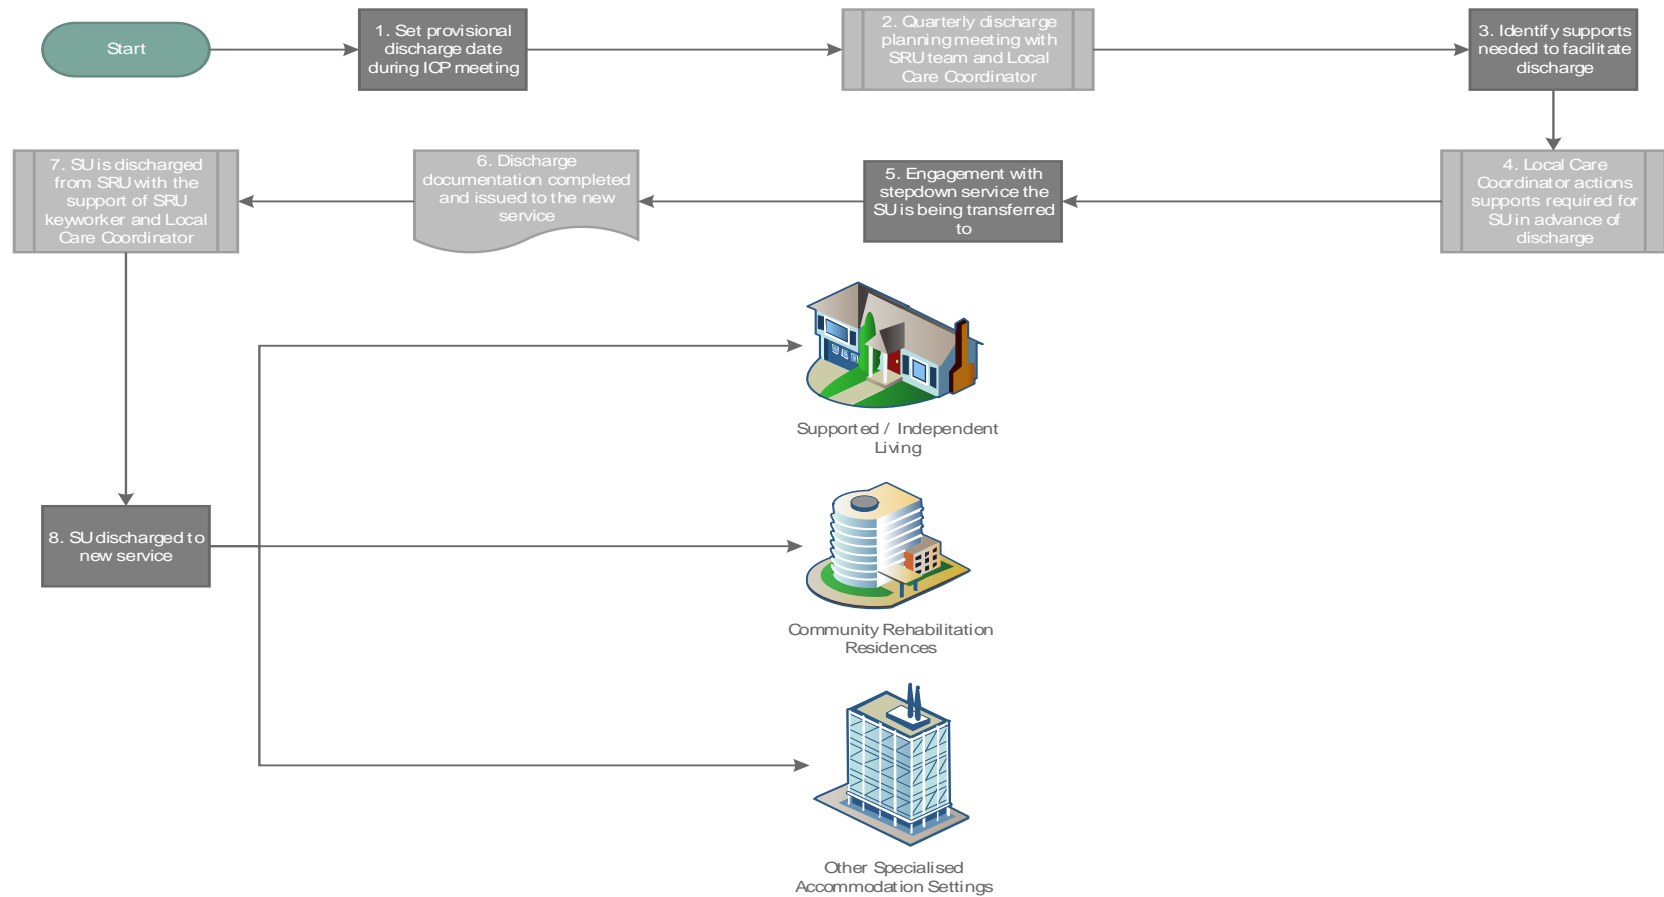 Start
1. Set provisional
discharge date
during ICP meeting
2. Quarterly discharge
planning meeting with
SRU team and Local
Care Coordinator
3. Identify supports
needed to facilitate
discharge
7. SU is discharged
from SRU with the
support of SRU
keyworker and Local
Care Coordinator
6. Discharge
documentation completed
and issued to the new
service
5. Engagement with
stepdown service the
SU is being transferred
to
4. Local Care
Coordinator actions
supports required for
SU in advance of
discharge
Supported / Independent
Living
8. SU discharged to
new service
Community Rehabilitation
Residences
Other Specialised
Accommodation Settings